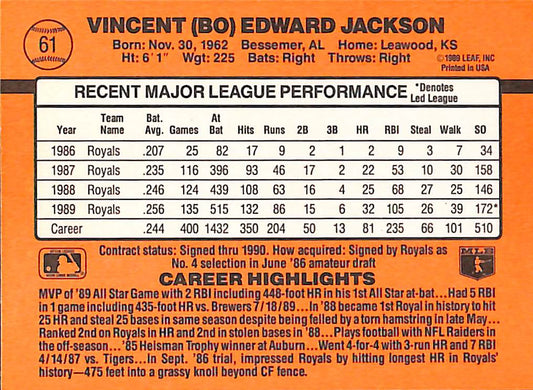 61
VINCENT (BO) EDWARD JACKSON
Born: Nov. 30, 1962 Bessemer, AL Home: Leawood, KS
Ht: 6'1" Wgt: 225 Bats: Right Throws: Right
©1989 LEAF, INC
Printed in USA
RECENT MAJOR LEAGUE PERFORMANCE *Denotes Led League
Year Team Name Bat. Avg. Games At Bat Hits Runs 2B 3B HR RBI Steal Walk SO
1986 Royals .207 25 82 17 9 2 1 2 9 3 7 34
1987 Royals .235 116 396 93 46 17 2 22 53 10 30 158
1988 Royals .246 124 439 108 63 16 4 25 68 27 25 146
1989 Royals .256 135 515 132 86 15 6 32 105 26 39 172*
Career .244 400 1432 350 204 50 13 81 235 66 101 510
Contract status: Signed thru 1990. How acquired: Signed by Royals as
No. 4 selection in June '86 amateur draft
MLB
CAREER HIGHLIGHTS
MVP of '89 All Star Game with 2 RBI including 448-foot HR in his 1st All Star at-bat...Had 5 RBI
in 1 game including 435-foot HR vs. Brewers 7/18/89...In '88 became 1st Royal in history to hit
25 HR and steal 25 bases in same season despite being felled by a torn hamstring in late May...
Ranked 2nd on Royals in HR and 2nd in stolen bases in '88...Plays football with NFL Raiders in
the off-season...'85 Heisman Trophy winner at Auburn...Went 4-for-4 with 3-run HR and 7 RBI
4/14/87 vs. Tigers...In Sept. '86 trial, impressed Royals by hitting longest HR in Royals'
history—475 feet into a grassy knoll beyond CF fence.